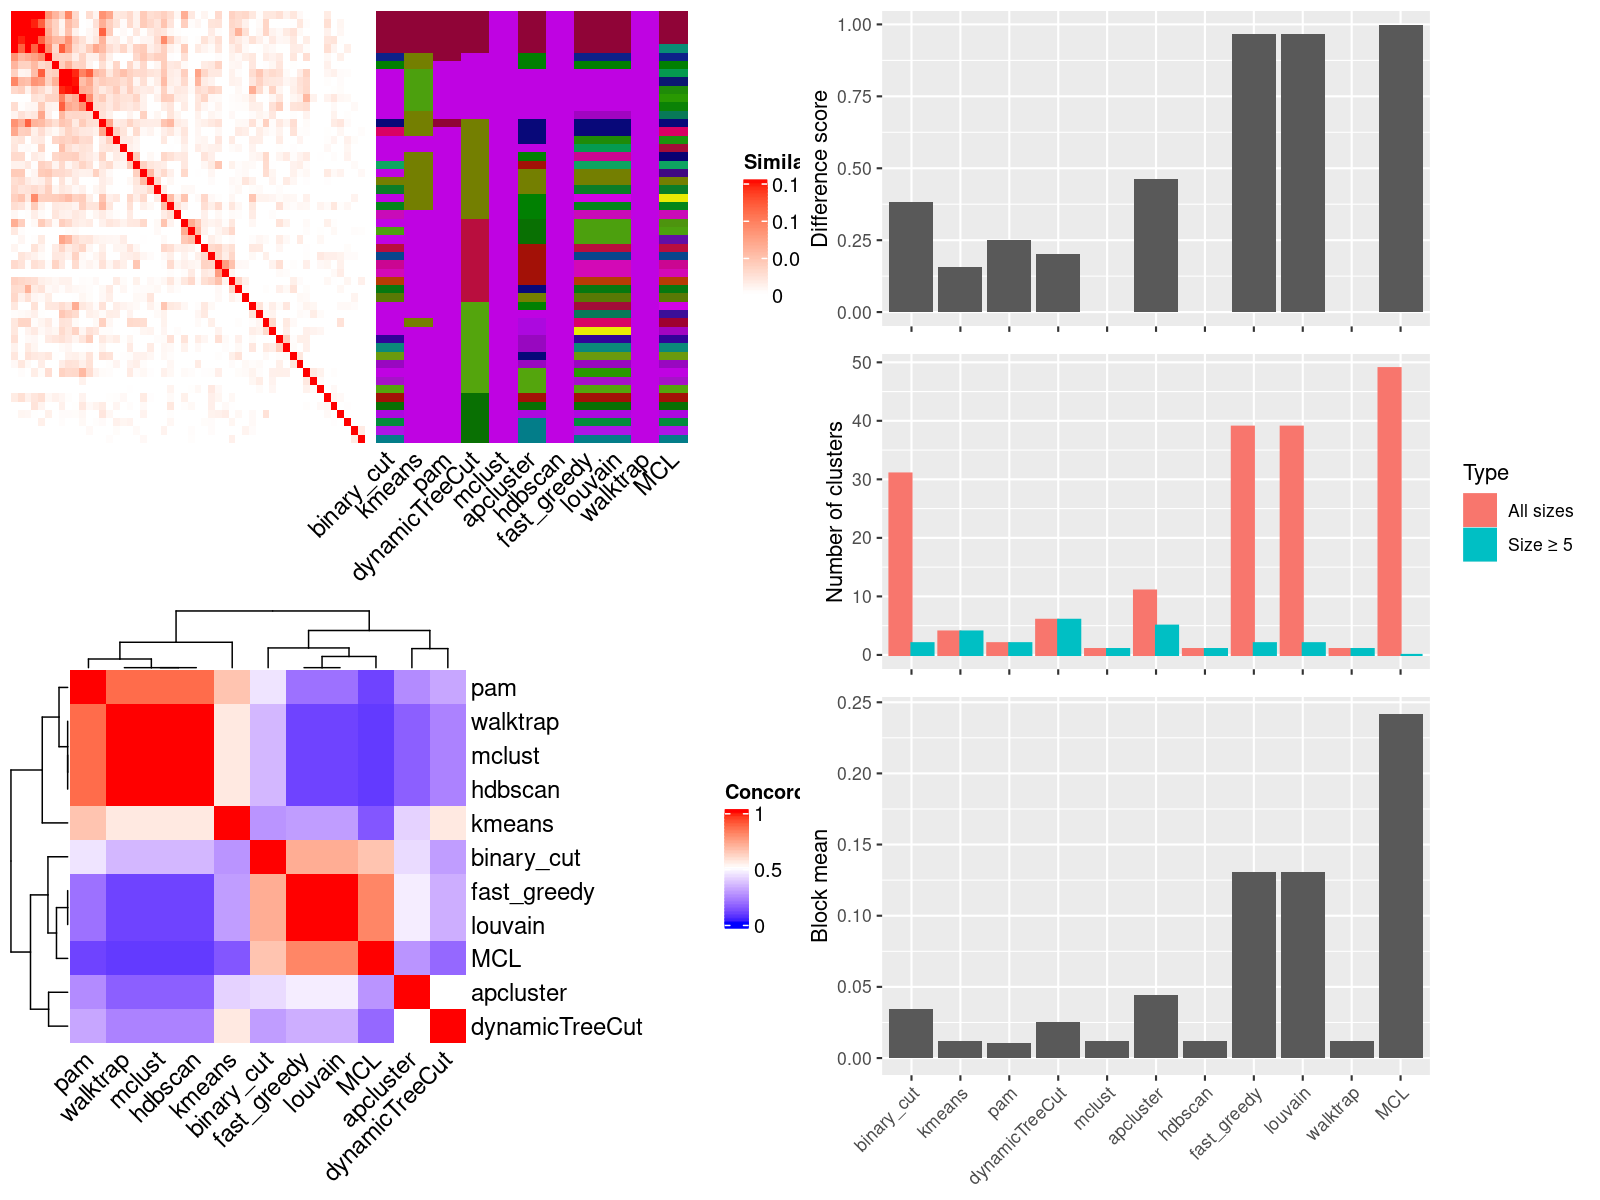 Simila
0.1
0.1
0.0
0
binary_cut
kmeans
pam
dynamicTreeCut
mclust
apcluster
hdbscan
fast_greedy
louvain
walktrap
MCL
pam
walktrap
mclust
hdbscan
kmeans
binary_cut
fast_greedy
louvain
MCL
apcluster
dynamicTreeCut
pam
walktrap
mclust
hdbscan
kmeans
binary_cut
fast_greedy
louvain
MCL
apcluster
dynamicTreeCut
Concord
1
0.5
0
Difference score
1.00
0.75
0.50
0.25
0.00
Number of clusters
50
40
30
20
10
0
Type
All sizes
Size ≥ 5
Block mean
0.25
0.20
0.15
0.10
0.05
0.00
binary_cut
kmeans
pam
dynamicTreeCut
mclust
apcluster
hdbscan
fast_greedy
louvain
walktrap
MCL